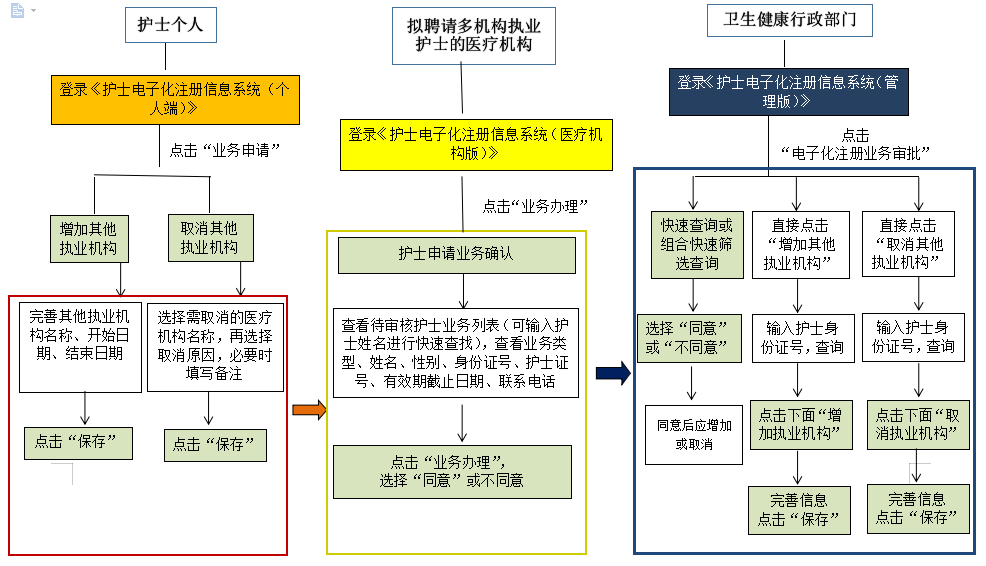 护士个人
登录《护士电子化注册信息系统（个
人端）》
点击“业务申请”
增加其他
执业机构
取消其他
执业机构
完善其他执业机
构名称、开始日
期、结束日期
选择需取消的医疗
机构名称，再选择
取消原因，必要时
填写备注
点击“保存”
点击“保存”
拟聘请多机构执业
护士的医疗机构
登录《护士电子化注册信息系统（医疗机
构版）》
点击“业务办理”
护士申请业务确认
查看待审核护士业务列表（可输入护
士姓名进行快速查找），查看业务类
型、姓名、性别、身份证号、护士证
号、有效期截止日期、联系电话
点击“业务办理”，
选择“同意”或不同意
卫生健康行政部门
登录《护士电子化注册信息系统（管
理版）》
点击
“电子化注册业务审批”
快速查询或
组合快速筛
选查询
选择“同意”
或“不同意”
同意后应增加
或取消
直接点击
“增加其他
执业机构”
输入护士身
份证号，查询
点击下面“增
加执业机构”
完善信息
点击“保存”
直接点击
“取消其他
执业机构”
输入护士身
份证号，查询
点击下面“取
消执业机构”
完善信息
点击“保存”